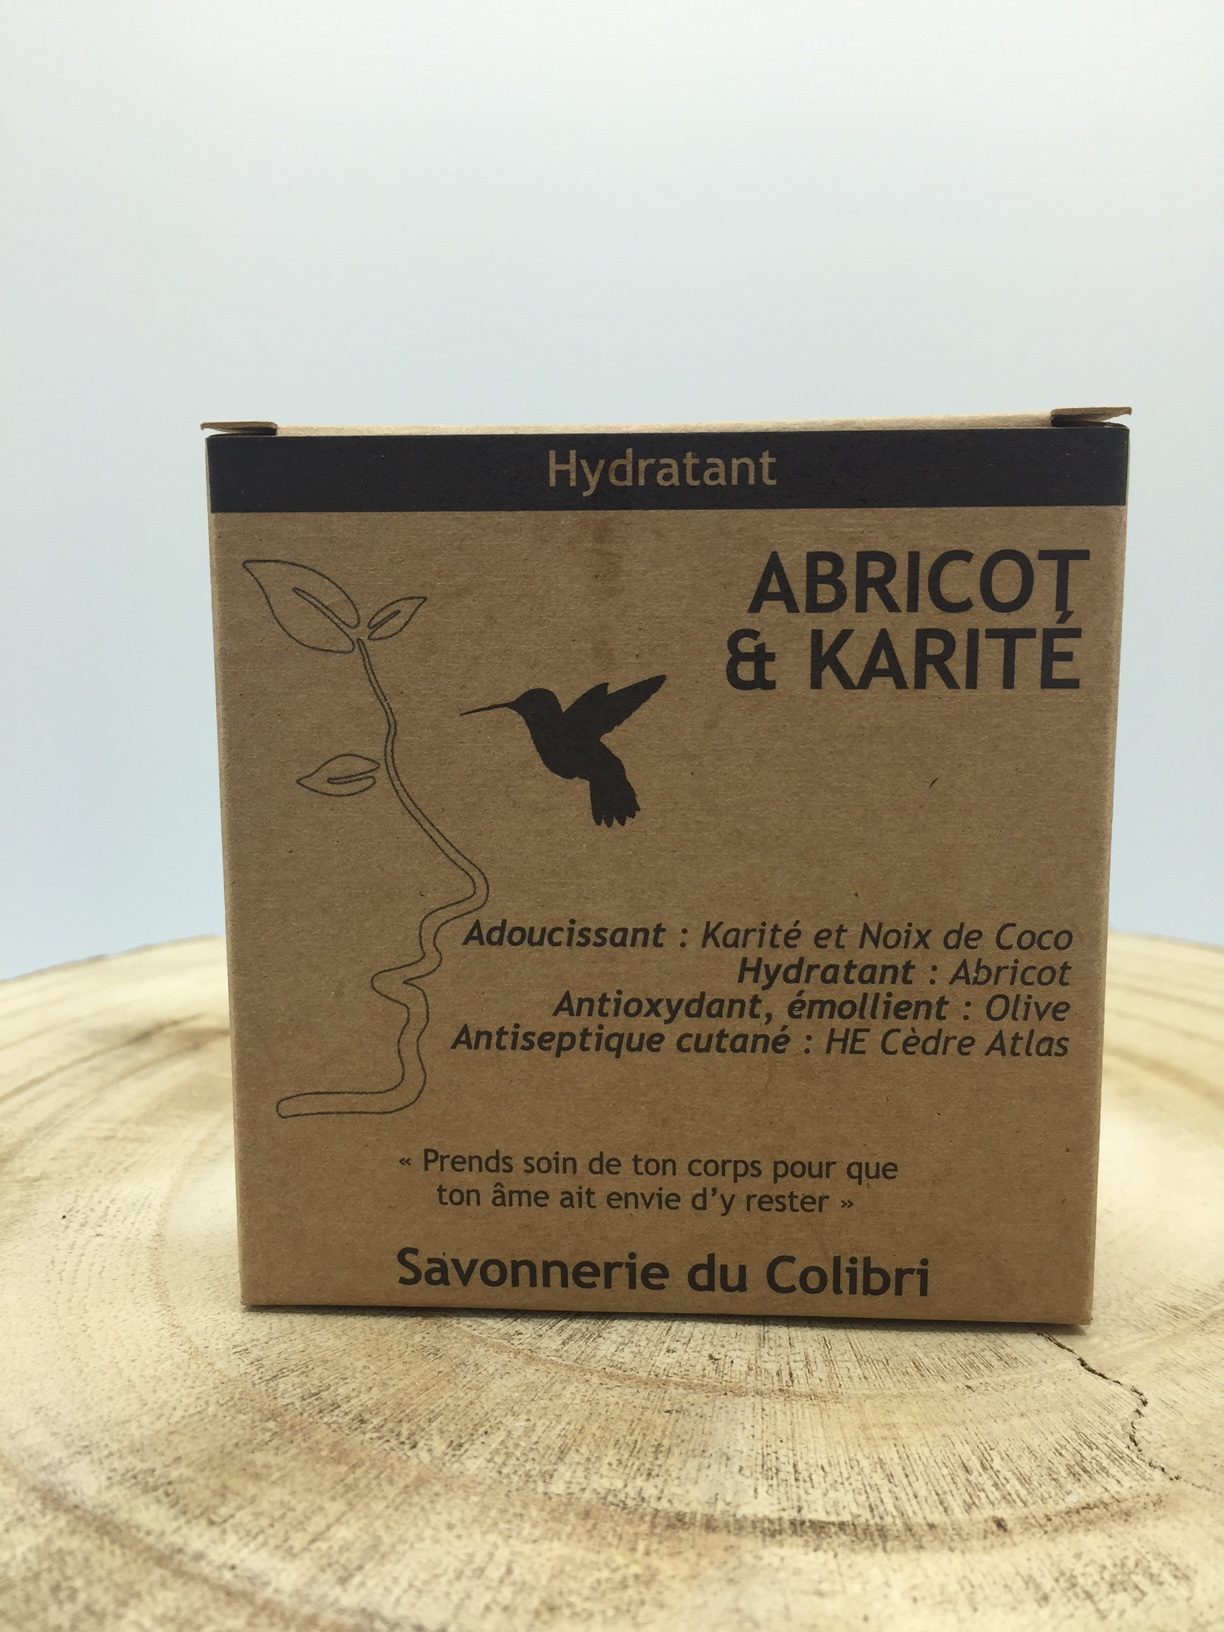 Hydratant
ABRICOT
& KARITÉ
Adoucissant : Karité et Noix de Coco
Hydratant : Abricot
Antioxydant, émollient : Olive
Antiseptique cutané : HE Cèdre Atlas
« Prends soin de ton corps pour que
ton âme ait envie d'y rester »
Savonnerie du Colibri